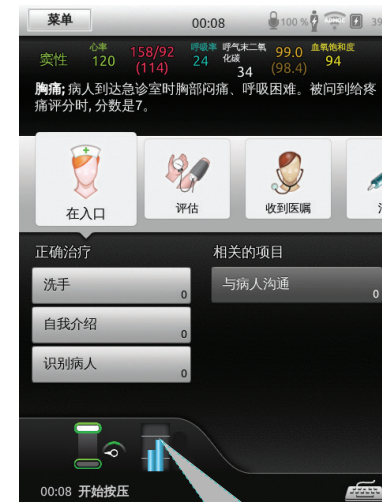 菜单 00:08 100 % 39
窦性 心率 120 158/92 (114) 呼吸率 24 呼气末二氧化碳 34 99.0 (98.4) 血氧饱和度 94
胸痛; 病人到达急诊室时胸部闷痛、呼吸困难。被问到给疼
痛评分时, 分数是7。
在入口 评估 收到医嘱
正确治疗 相关的项目
洗手 0 与病人沟通 0
自我介绍 0
识别病人 0
00:08 开始按压